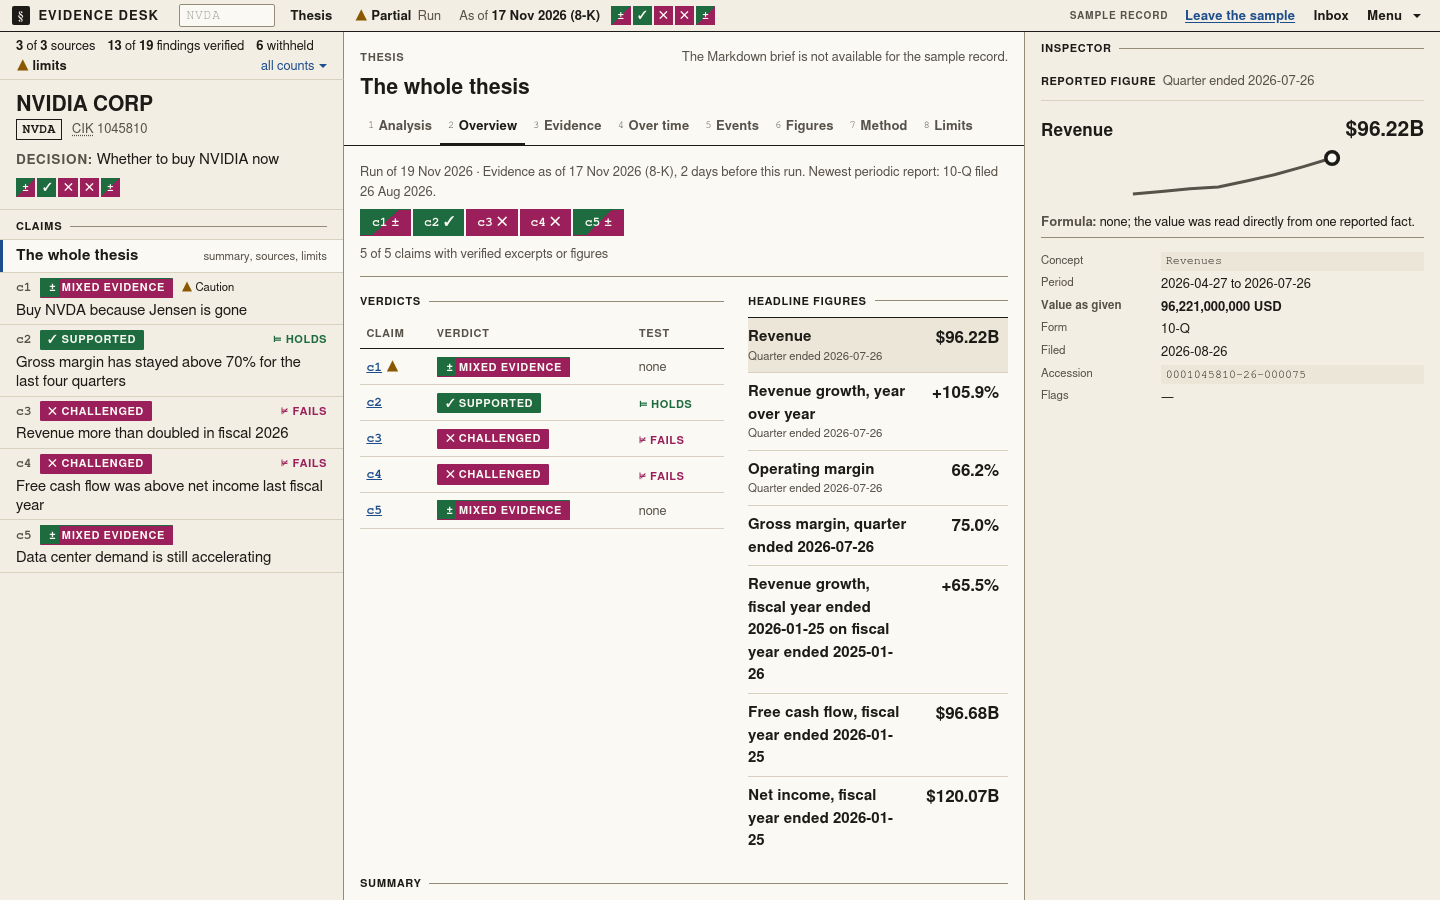 § EVIDENCE DESK NVDA Thesis Partial Run As of 17 Nov 2026 (8-K) ± ✓ ✕ ✕ ± SAMPLE RECORD Leave the sample Inbox Menu
3 of 3 sources 13 of 19 findings verified 6 withheld
limits all counts
NVIDIA CORP
NVDA CIK 1045810
DECISION: Whether to buy NVIDIA now
± ✓ ✕ ✕ ±
CLAIMS
The whole thesis summary, sources, limits
c1 ± MIXED EVIDENCE Caution
Buy NVDA because Jensen is gone
c2 ✓ SUPPORTED ⊨ HOLDS
Gross margin has stayed above 70% for the
last four quarters
c3 ✕ CHALLENGED ⊭ FAILS
Revenue more than doubled in fiscal 2026
c4 ✕ CHALLENGED ⊭ FAILS
Free cash flow was above net income last fiscal
year
c5 ± MIXED EVIDENCE
Data center demand is still accelerating
THESIS The Markdown brief is not available for the sample record.
The whole thesis
1 Analysis 2 Overview 3 Evidence 4 Over time 5 Events 6 Figures 7 Method 8 Limits
Run of 19 Nov 2026 · Evidence as of 17 Nov 2026 (8-K), 2 days before this run. Newest periodic report: 10-Q filed
26 Aug 2026.
c1 ± c2 ✓ c3 ✕ c4 ✕ c5 ±
5 of 5 claims with verified excerpts or figures
VERDICTS
CLAIM VERDICT TEST
c1 ± MIXED EVIDENCE none
c2 ✓ SUPPORTED ⊨ HOLDS
c3 ✕ CHALLENGED ⊭ FAILS
c4 ✕ CHALLENGED ⊭ FAILS
c5 ± MIXED EVIDENCE none
HEADLINE FIGURES
Revenue $96.22B
Quarter ended 2026-07-26
Revenue growth, year +105.9%
over year
Quarter ended 2026-07-26
Operating margin 66.2%
Quarter ended 2026-07-26
Gross margin, quarter 75.0%
ended 2026-07-26
Revenue growth, +65.5%
fiscal year ended
2026-01-25 on fiscal
year ended 2025-01-
26
Free cash flow, fiscal $96.68B
year ended 2026-01-
25
Net income, fiscal $120.07B
year ended 2026-01-
25
SUMMARY
INSPECTOR
REPORTED FIGURE Quarter ended 2026-07-26
Revenue $96.22B
Formula: none; the value was read directly from one reported fact.
Concept Revenues
Period 2026-04-27 to 2026-07-26
Value as given 96,221,000,000 USD
Form 10-Q
Filed 2026-08-26
Accession 0001045810-26-000075
Flags —